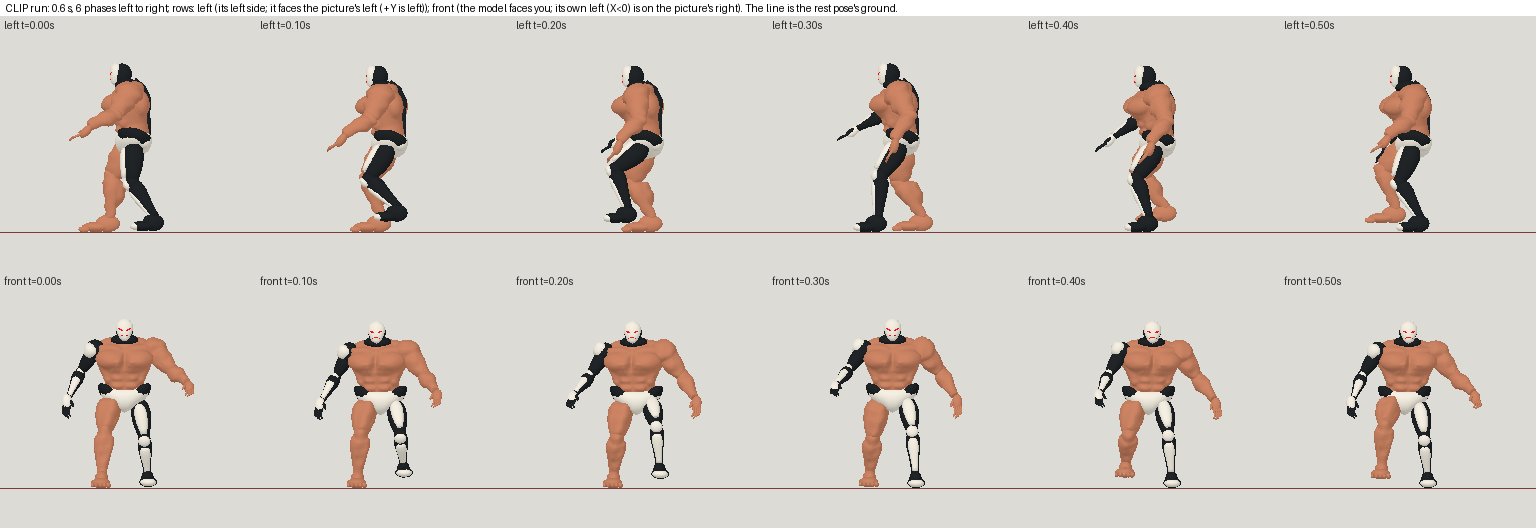 CLIP run: 0.6 s, 6 phases left to right; rows: left (its left side; it faces the picture's left (+Y is left)); front (the model faces you; its own left (X<0) is on the picture's right). The line is the rest pose's ground.
left t=0.00s left t=0.10s left t=0.20s left t=0.30s left t=0.40s left t=0.50s
front t=0.00s front t=0.10s front t=0.20s front t=0.30s front t=0.40s front t=0.50s